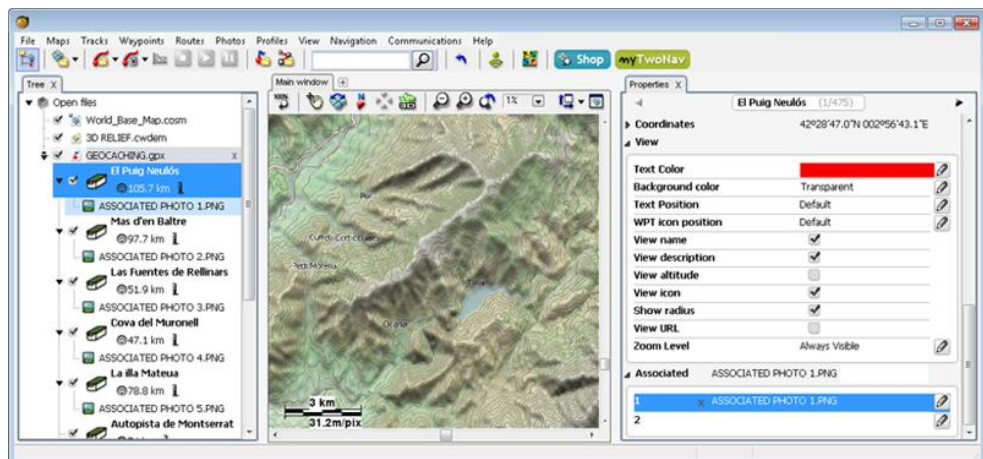 File Maps Tracks Waypoints Routes Photos Profiles View Navigation Communications Help
Shop
myTwoNav
Tree X
Open files
World_Base_Map.cosm
3D RELIEF.cwdem
GEOCACHING.gpx x
El Puig Neulós
105.7 km
ASSOCIATED PHOTO 1.PNG
Mas d'en Baltre
97.7 km
ASSOCIATED PHOTO 2.PNG
Las Fuentes de Rellinars
51.9 km
ASSOCIATED PHOTO 3.PNG
Cova del Muronell
47.1 km
ASSOCIATED PHOTO 4.PNG
La illa Mateua
78.8 km
ASSOCIATED PHOTO 5.PNG
Autopista de Montserrat
Main window
100%
1%
3 km
31.2m/pix
Properties X
El Puig Neulós (1/475)
Coordinates 42º28'47.0"N 002º56'43.1"E
View
Text Color
Background color Transparent
Text Position Default
WPT icon position Default
View name
View description
View altitude
View icon
Show radius
View URL
Zoom Level Always Visible
Associated ASSOCIATED PHOTO 1.PNG
1 x ASSOCIATED PHOTO 1.PNG
2